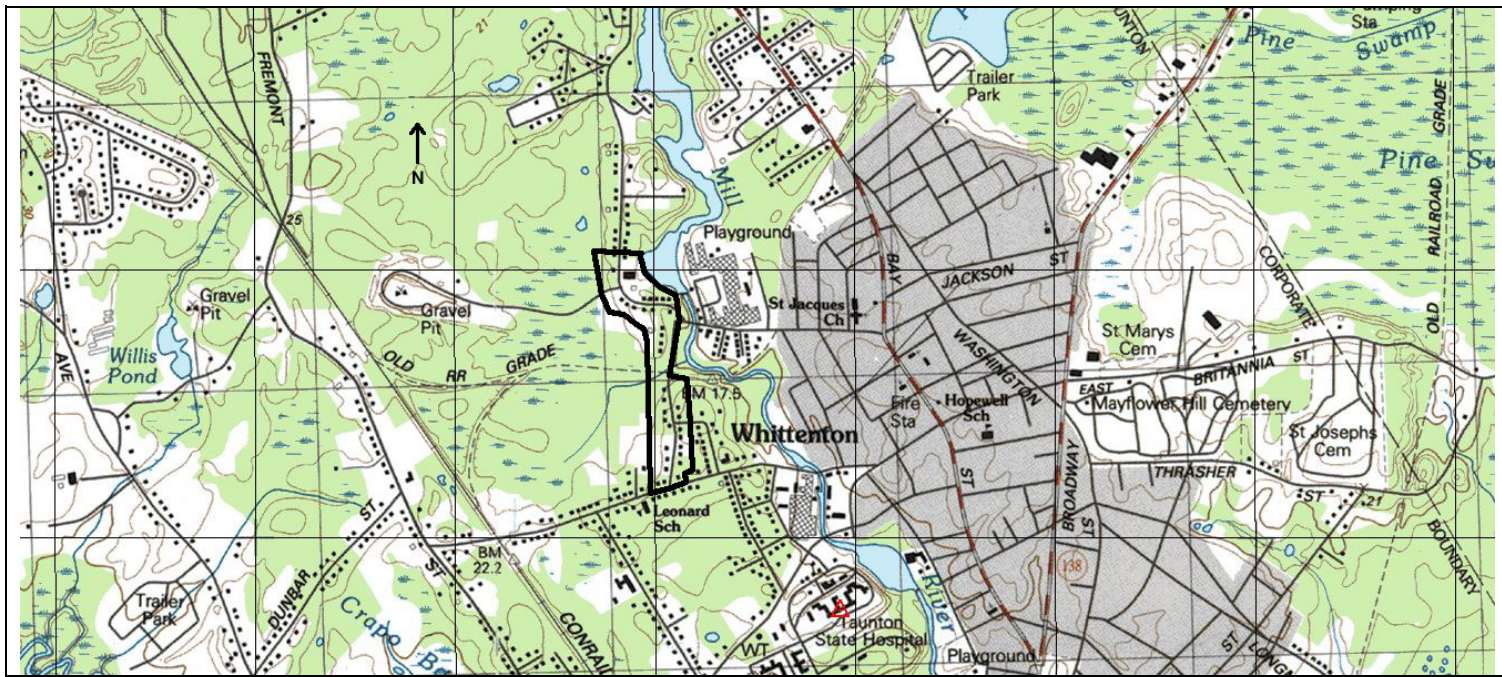 21
Pine
Swamp
Sta
Trailer
Park
FREMONT
GRADE
RAILROAD
OLD
Pine
N
Mill
25
30
Playground
BAY
JACKSON
ST
CORPORATE
Gravel
Pit
Gravel
Pit
St Jacques
Ch
WASHINGTON
St Marys
Cem
Willis
Pond
AVE
OLD
RR
GRADE
BM 17.5
Fire
Sta
Hopewell
Sch
EAST
BRITANNIA
ST
Mayflower Hill Cemetery
Whittenton
St Josephs
Cem
ST
BROADWAY
ST
THRASHER
ST
21
Leonard
Sch
ST
BM
22.2
ST
DUNBAR
138
BOUNDARY
Trailer
Park
Crapo
CONRAIL
River
Taunton
State Hospital
WT
Playground
ST